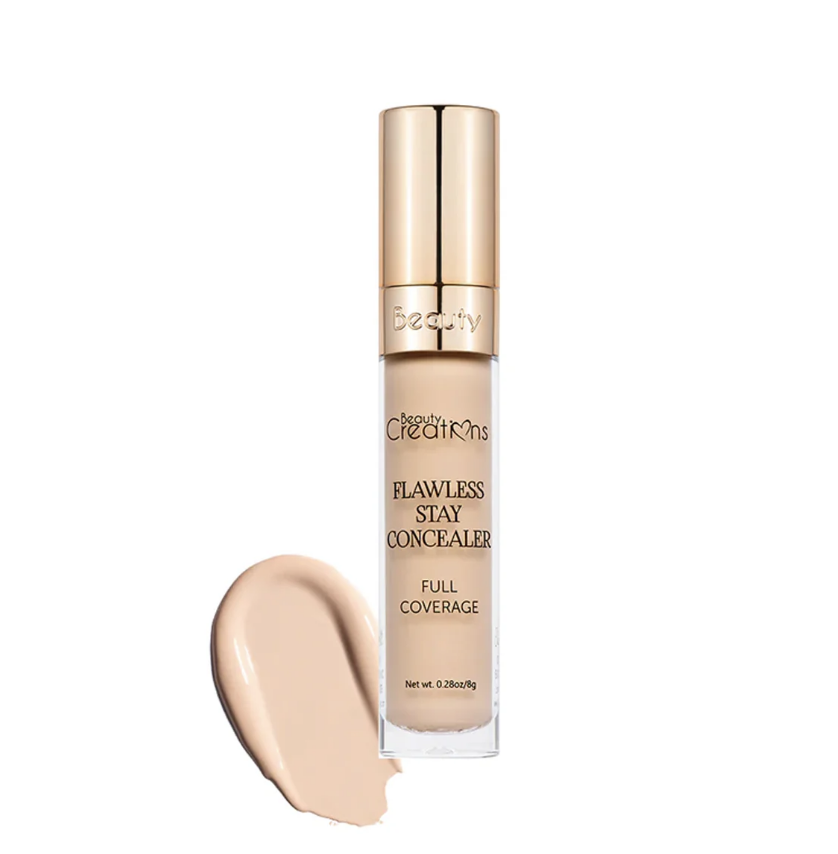 Beauty
Beauty
Creations
FLAWLESS
STAY
CONCEALER
FULL
COVERAGE
Net wt. 0.28oz/8g